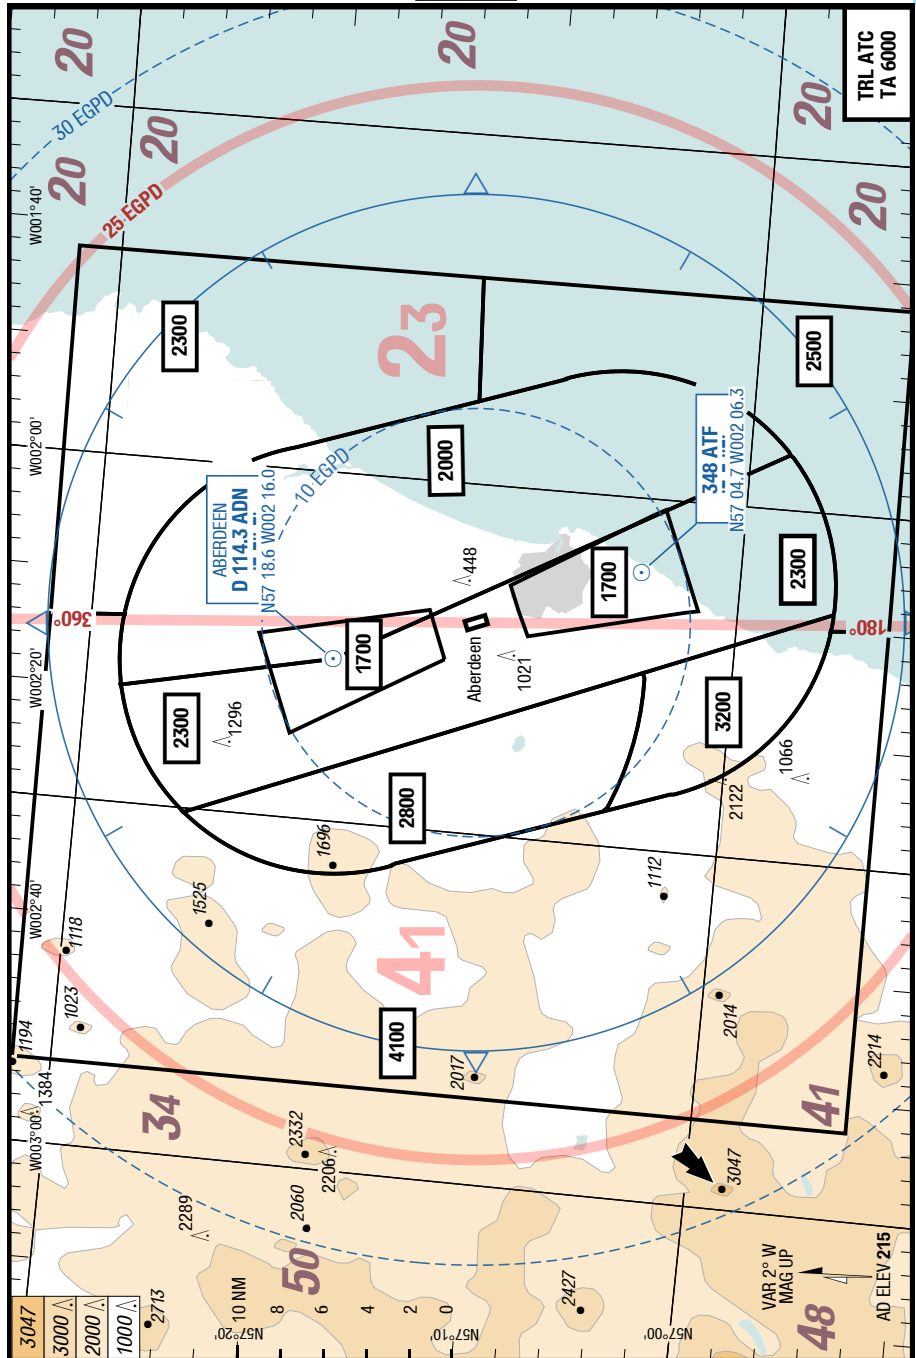 TRL ATC
TA 6000
20
20
20
20
20
20
30 EGPD
25 EGPD
W001°40'
W002°00'
W002°20'
W002°40'
W003°00'
2300
23
2500
2000
10 EGPD
ABERDEEN
D 114.3 ADN
N57 18.6 W002 16.0
348 ATF
N57 04.7 W002 06.3
448
1700
2300
360°
180°
1700
Aberdeen
1021
2300
1296
3200
1066
2122
2800
1696
1525
1112
1118
1023
41
4100
2014
2017
1194
1384
34
2332
2206
2060
2289
41
2214
3047
50
2427
2713
48
VAR 2° W
MAG UP
AD ELEV 215
3047
3000
2000
1000
10 NM
8
6
4
2
0
N57°20'
N57°10'
N57°00'